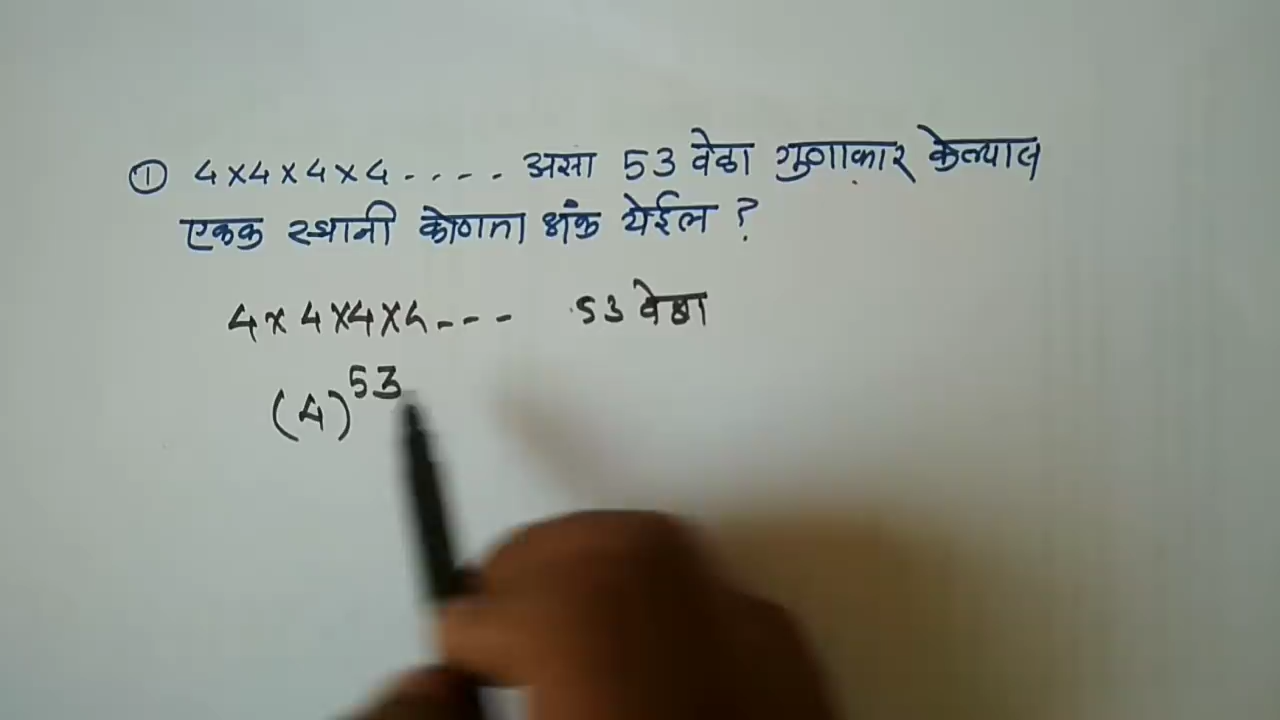 ① 4×4×4×4..... असा 53 वेळा गुणाकार केल्यास
एकक स्थानी कोणता अंक येईल ?
4×4×4×4--- 53 वेळा
(4)^53